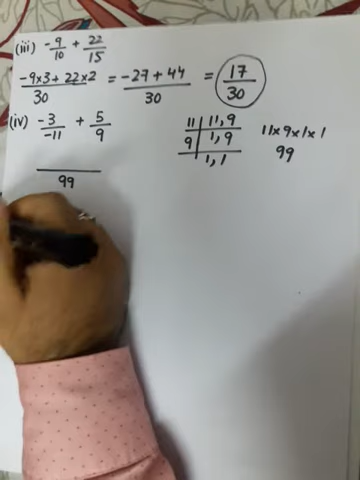 (iii) -9/10 + 22/15
-9×3 + 22×2/30 = -27 + 44/30 = 17/30
(iv) -3/-11 + 5/9
99
11 | 11, 9
9 | 1, 9
1, 1
11×9×1×1
99